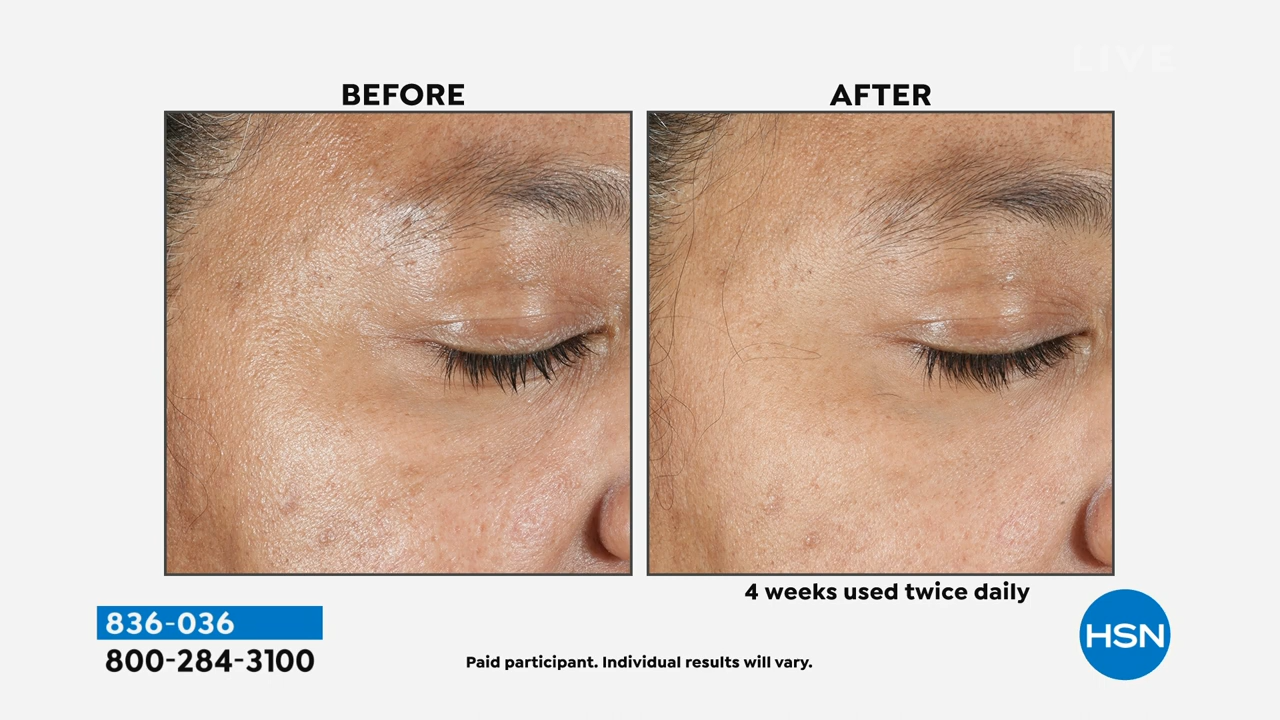 LIVE
BEFORE
AFTER
4 weeks used twice daily
836-036
800-284-3100
Paid participant. Individual results will vary.
HSN